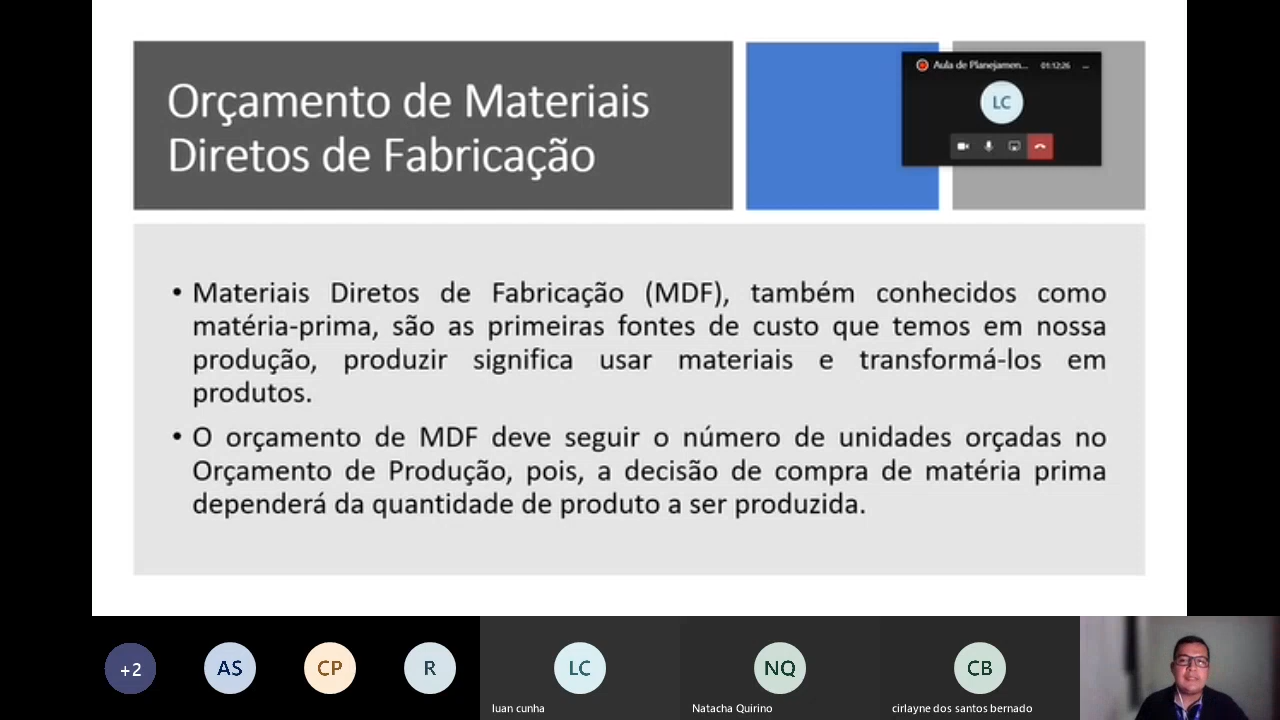 Orçamento de Materiais
Diretos de Fabricação
Aula de Planejamen... 01:12:26 ...
LC
• Materiais Diretos de Fabricação (MDF), também conhecidos como
matéria-prima, são as primeiras fontes de custo que temos em nossa
produção, produzir significa usar materiais e transformá-los em
produtos.
• O orçamento de MDF deve seguir o número de unidades orçadas no
Orçamento de Produção, pois, a decisão de compra de matéria prima
dependerá da quantidade de produto a ser produzida.
+2 AS CP R LC NQ CB
luan cunha Natacha Quirino cirlayne dos santos bernado